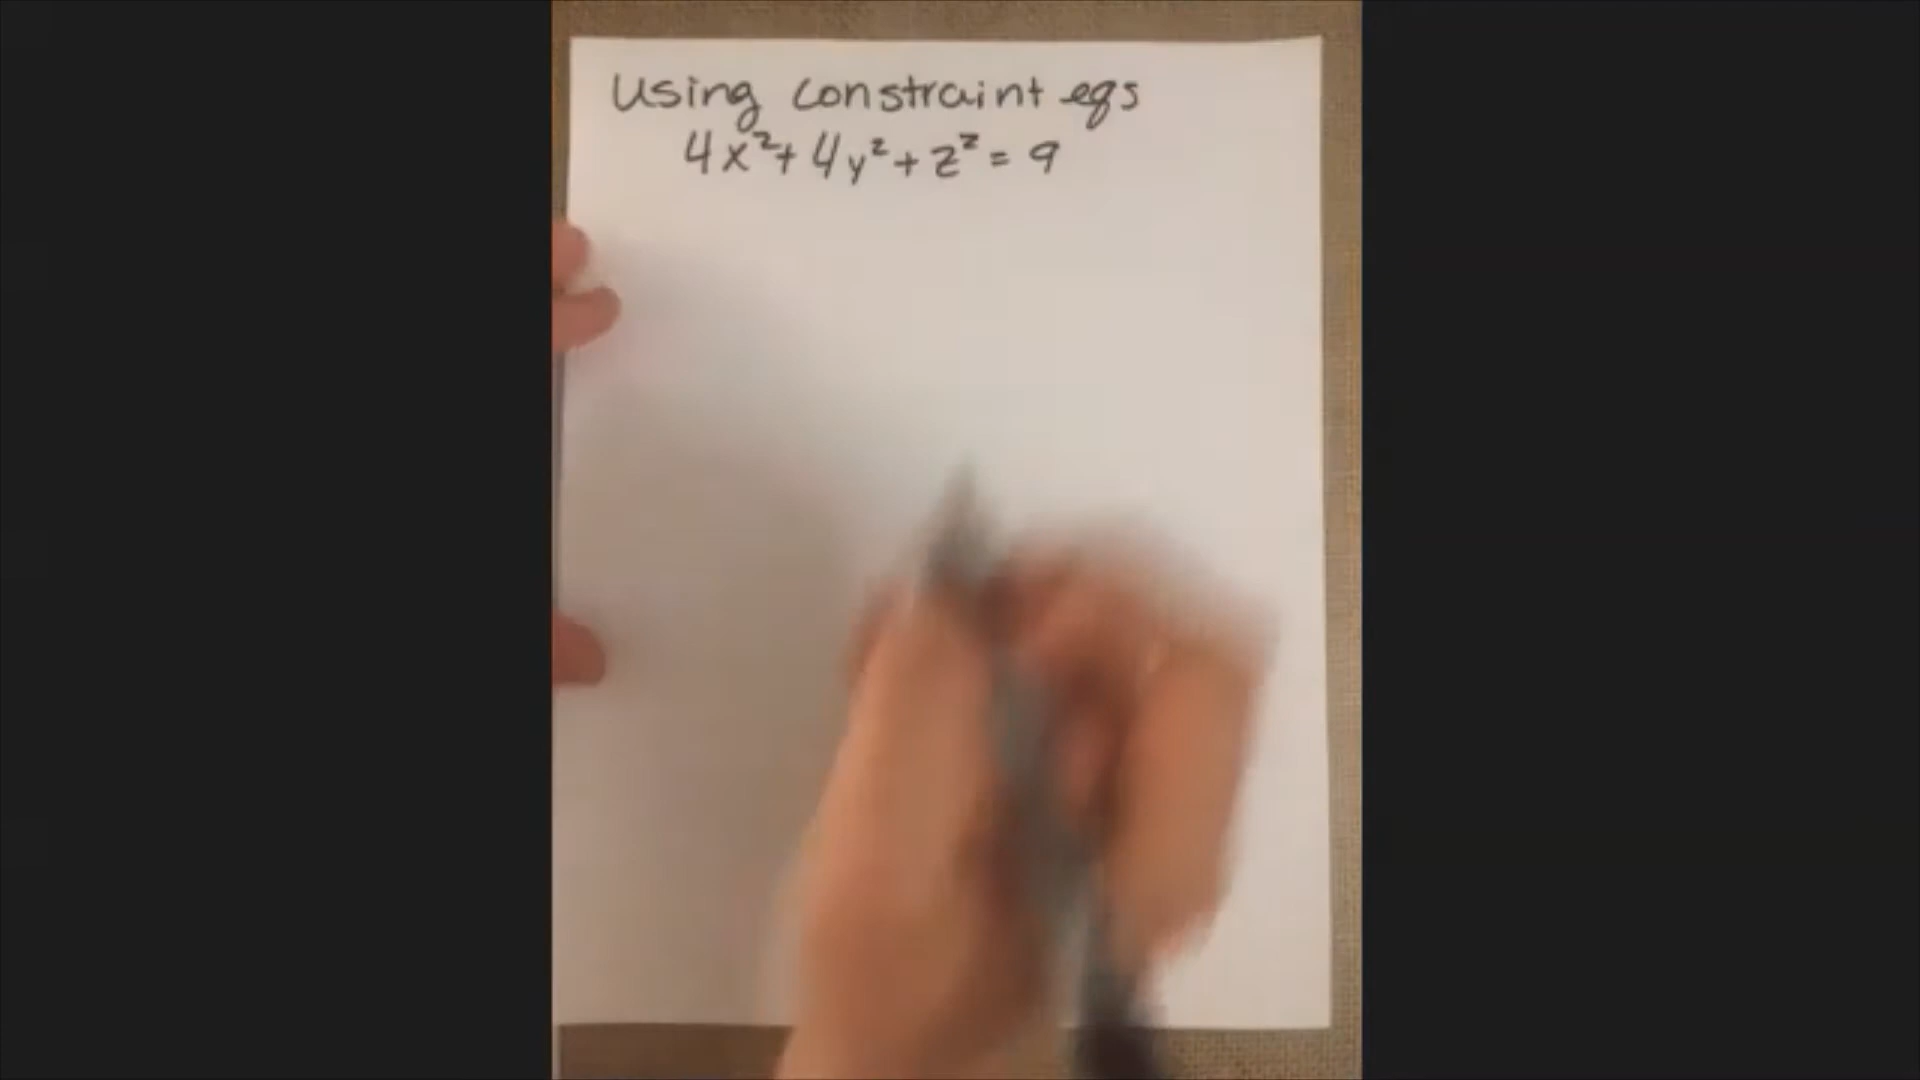 Using constraint eqs
4x² + 4y² + z² = 9